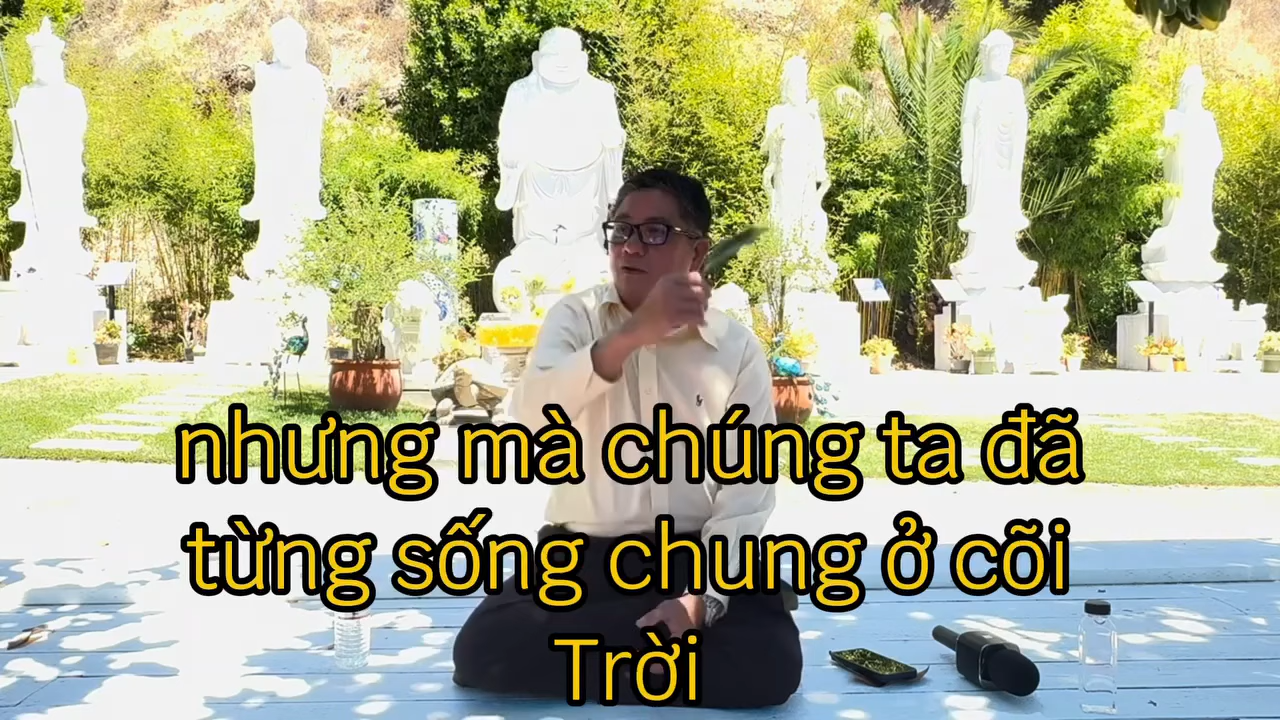 nhưng mà chúng ta đã
từng sống chung ở cõi
Trời